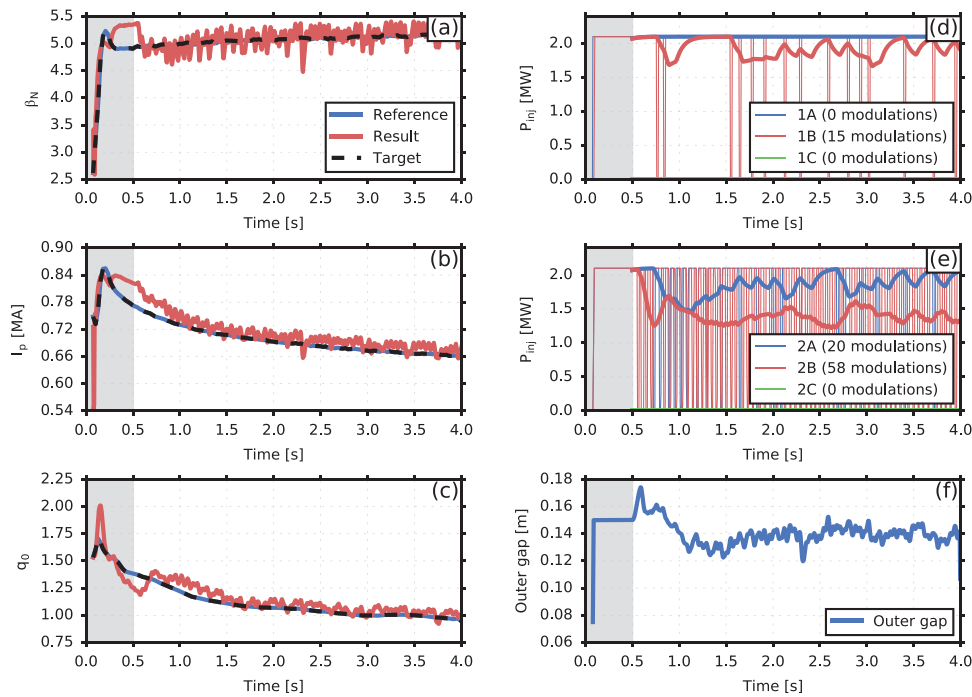 (a)
5.5
5.0
4.5
4.0
3.5
3.0
2.5
β_N
Reference
Result
Target
0.0 0.5 1.0 1.5 2.0 2.5 3.0 3.5 4.0
Time [s]
(b)
0.90
0.84
0.78
0.72
0.66
0.60
0.54
I_p [MA]
0.0 0.5 1.0 1.5 2.0 2.5 3.0 3.5 4.0
Time [s]
(c)
2.25
2.00
1.75
1.50
1.25
1.00
0.75
q_0
0.0 0.5 1.0 1.5 2.0 2.5 3.0 3.5 4.0
Time [s]
(d)
2.0
1.5
1.0
0.5
0.0
P_inj [MW]
1A (0 modulations)
1B (15 modulations)
1C (0 modulations)
0.0 0.5 1.0 1.5 2.0 2.5 3.0 3.5 4.0
Time [s]
(e)
2.0
1.5
1.0
0.5
0.0
P_inj [MW]
2A (20 modulations)
2B (58 modulations)
2C (0 modulations)
0.0 0.5 1.0 1.5 2.0 2.5 3.0 3.5 4.0
Time [s]
(f)
0.18
0.16
0.14
0.12
0.10
0.08
0.06
Outer gap [m]
Outer gap
0.0 0.5 1.0 1.5 2.0 2.5 3.0 3.5 4.0
Time [s]